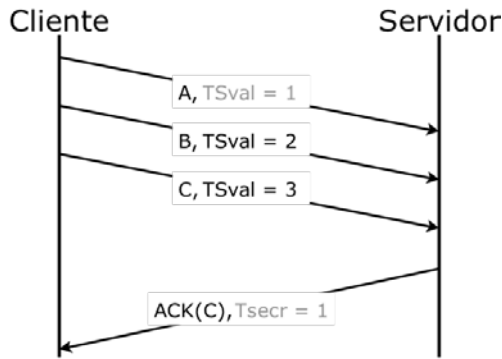 Cliente
Servidor
A, TSval = 1
B, TSval = 2
C, TSval = 3
ACK(C), Tsecr = 1